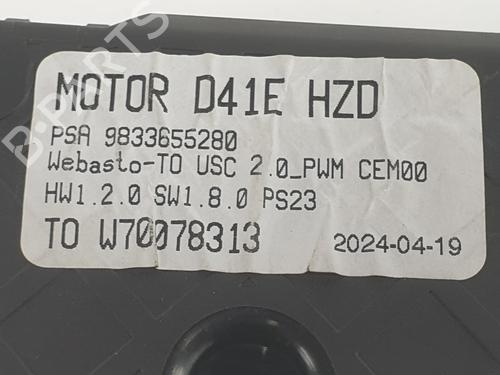 MOTOR D41E HZD
PSA 9833655280
Webasto-TO USC 2.0_PWM CEM00
HW1.2.0 SW1.8.0 PS23
TO W70078313 2024-04-19
B-PARTS